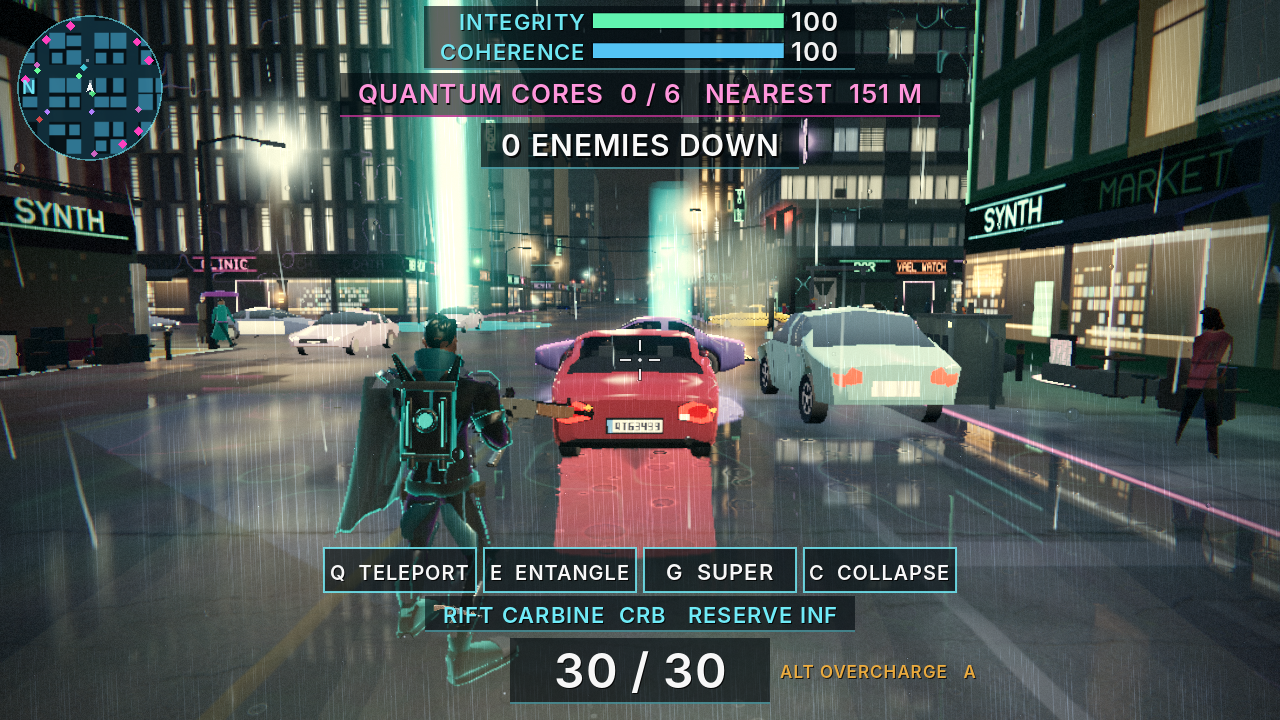 INTEGRITY 100
COHERENCE 100
QUANTUM CORES 0 / 6 NEAREST 151 M
0 ENEMIES DOWN
N
SYNTH
MARKET
SYNTH
CLINIC
BAR
VAEL WATCH
Q TELEPORT
E ENTANGLE
G SUPER
C COLLAPSE
RIFT CARBINE CRB RESERVE INF
30 / 30
ALT OVERCHARGE A